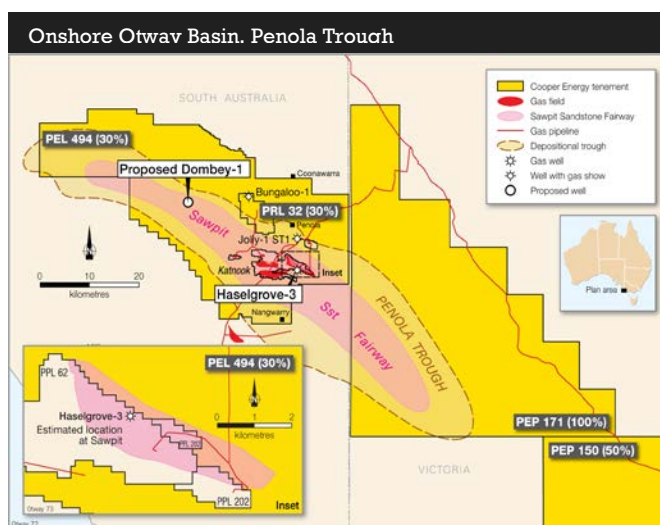 Onshore Otway Basin. Penola Trough
SOUTH AUSTRALIA
PEL 494 (30%)
Proposed Dombey-1
Coonawarra
Bungaloo-1
PRL 32 (30%)
Penola
Sawpit
Jolly-1 ST1
Katnook
Inset
Haselgrove-3
Nangwarry
Sst
Fairway
PENOLA TROUGH
0 10 20
kilometres
Cooper Energy tenement
Gas field
Sawpit Sandstone Fairway
Gas pipeline
Depositional trough
Gas well
Well with gas show
Proposed well
Plan area
PEL 494 (30%)
PPL 62
Haselgrove-3
Estimated location
at Sawpit
0 1 2
kilometres
PPL 202
Inset
Otway 73
PEP 171 (100%)
PEP 150 (50%)
VICTORIA